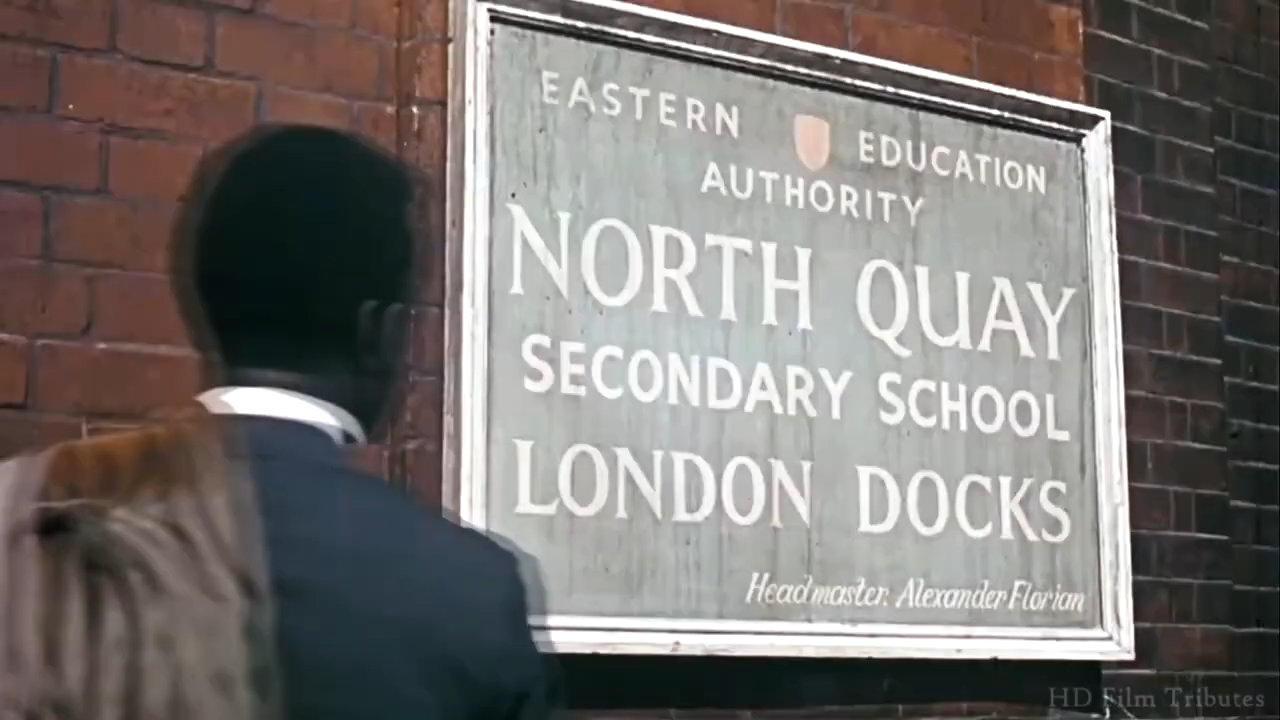 EASTERN EDUCATION
AUTHORITY
NORTH QUAY
SECONDARY SCHOOL
LONDON DOCKS
Headmaster: Alexander Florian
HD Film Tributes